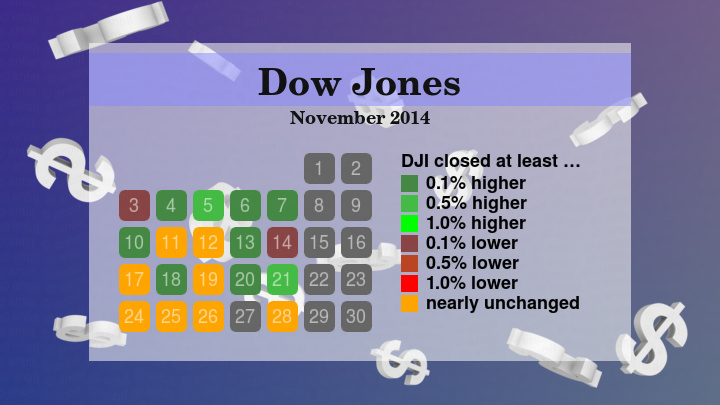 Dow Jones
November 2014
1 2
3 4 5 6 7 8 9
10 11 12 13 14 15 16
17 18 19 20 21 22 23
24 25 26 27 28 29 30
DJI closed at least …
0.1% higher
0.5% higher
1.0% higher
0.1% lower
0.5% lower
1.0% lower
nearly unchanged